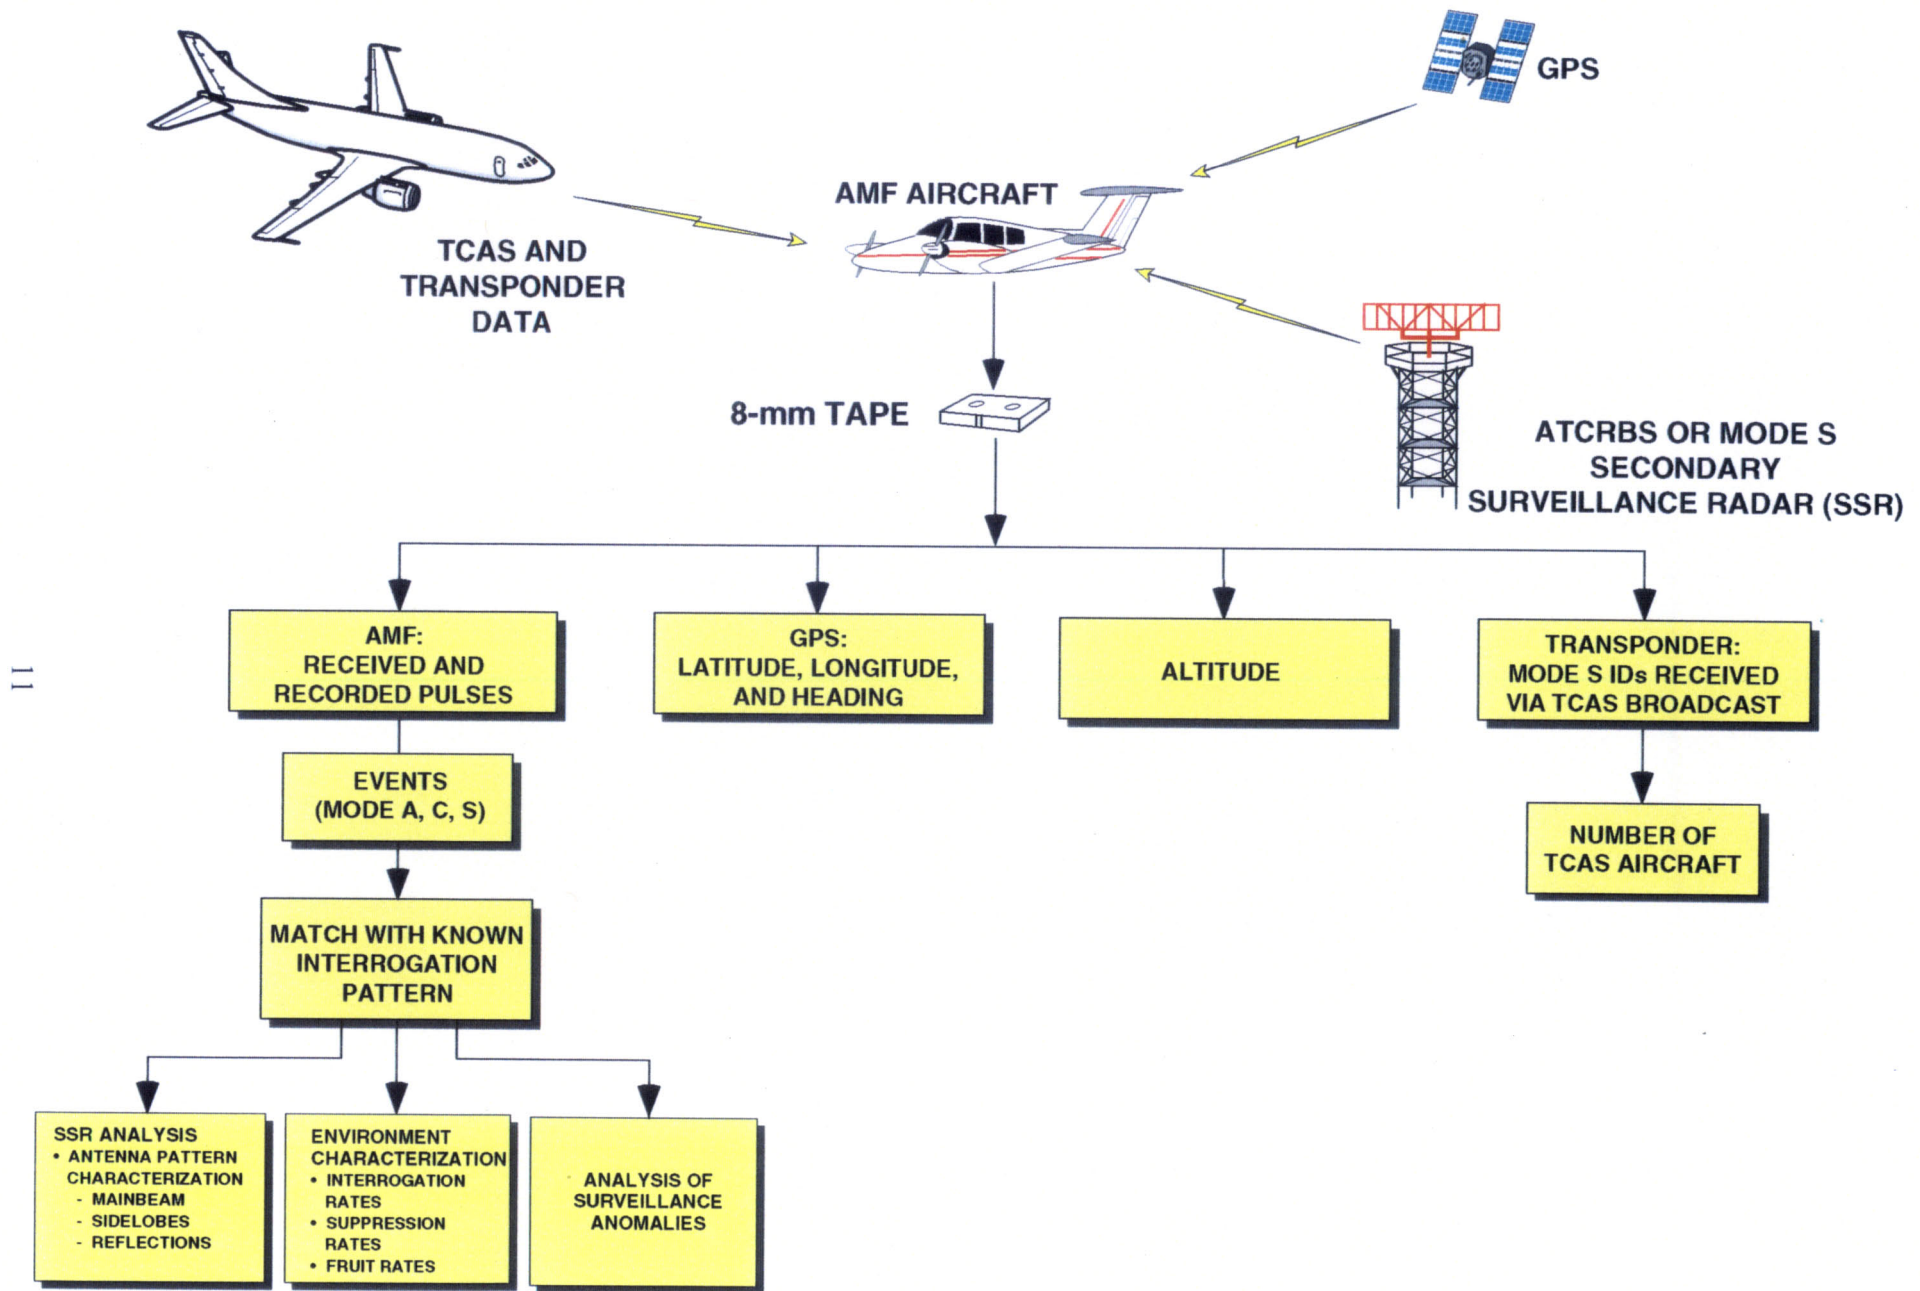 GPS
AMF AIRCRAFT
TCAS AND
TRANSPONDER
DATA
8-mm TAPE
ATCRBS OR MODE S
SECONDARY
SURVEILLANCE RADAR (SSR)
AMF:
RECEIVED AND
RECORDED PULSES
GPS:
LATITUDE, LONGITUDE,
AND HEADING
ALTITUDE
TRANSPONDER:
MODE S IDs RECEIVED
VIA TCAS BROADCAST
EVENTS
(MODE A, C, S)
NUMBER OF
TCAS AIRCRAFT
MATCH WITH KNOWN
INTERROGATION
PATTERN
SSR ANALYSIS
• ANTENNA PATTERN
CHARACTERIZATION
- MAINBEAM
- SIDELOBES
- REFLECTIONS
ENVIRONMENT
CHARACTERIZATION
• INTERROGATION
RATES
• SUPPRESSION
RATES
• FRUIT RATES
ANALYSIS OF
SURVEILLANCE
ANOMALIES
11